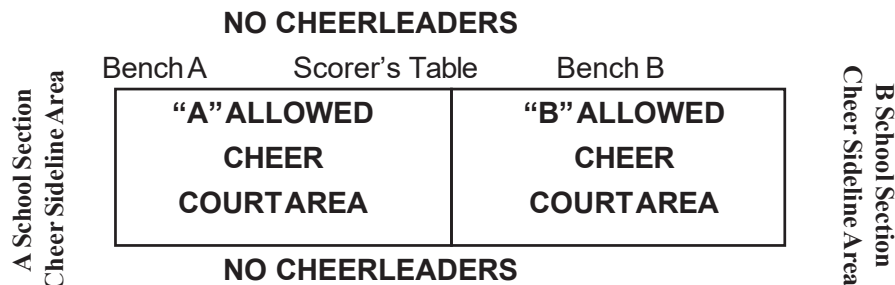 NO CHEERLEADERS
Bench A Scorer's Table Bench B
A School Section
Cheer Sideline Area
"A" ALLOWED
CHEER
COURT AREA
"B" ALLOWED
CHEER
COURT AREA
B School Section
Cheer Sideline Area
NO CHEERLEADERS